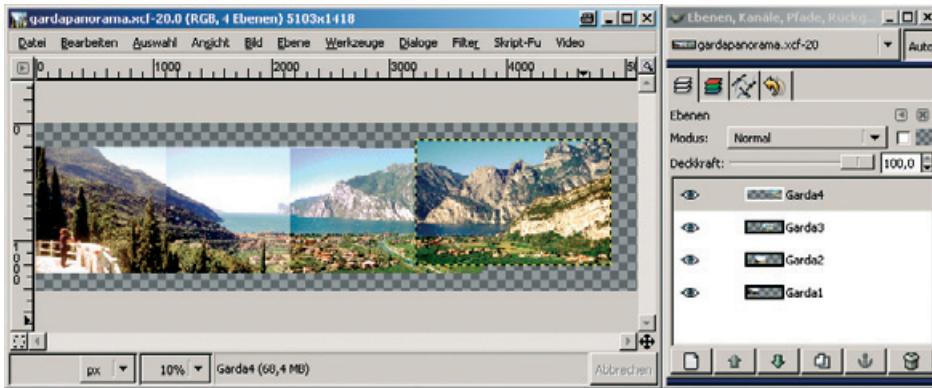 gardapanorama.xcf-20.0 (RGB, 4 Ebenen) 5103x1418
Datei Bearbeiten Auswahl Ansicht Bild Ebene Werkzeuge Dialoge Filter Skript-Fu Video
0 1000 2000 3000 4000
0
1000
px 10% Garda4 (68,4 MB) Abbrechen
Ebenen, Kanäle, Pfade, Rückg...
gardapanorama.xcf-20 Auto
Ebenen
Modus: Normal
Deckkraft: 100,0
Garda4
Garda3
Garda2
Garda1